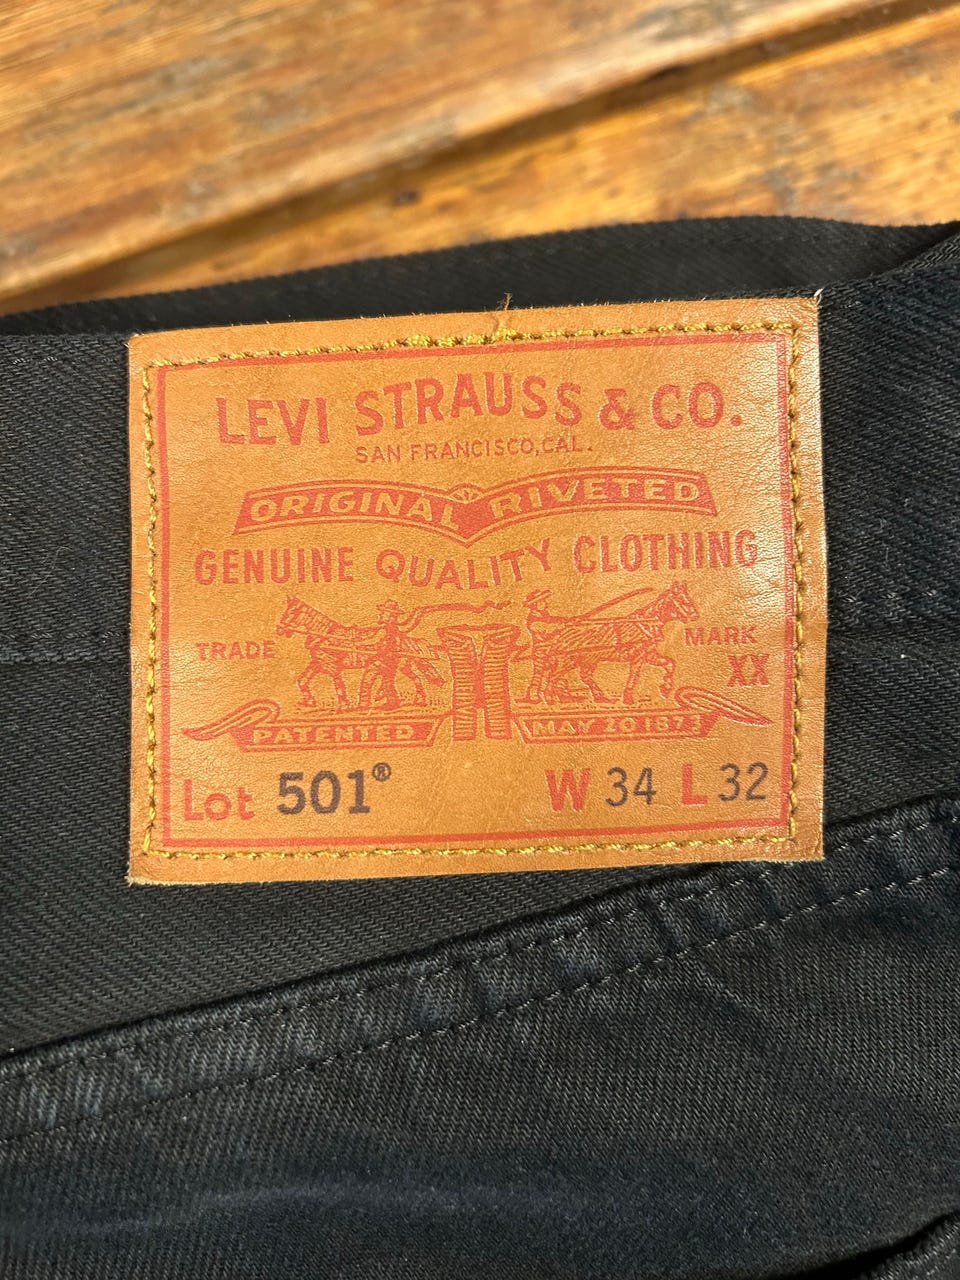 LEVI STRAUSS & CO.
SAN FRANCISCO, CAL.
ORIGINAL RIVETED
GENUINE QUALITY CLOTHING
TRADE MARK
XX
PATENTED MAY 20 1873
Lot 501® W 34 L 32